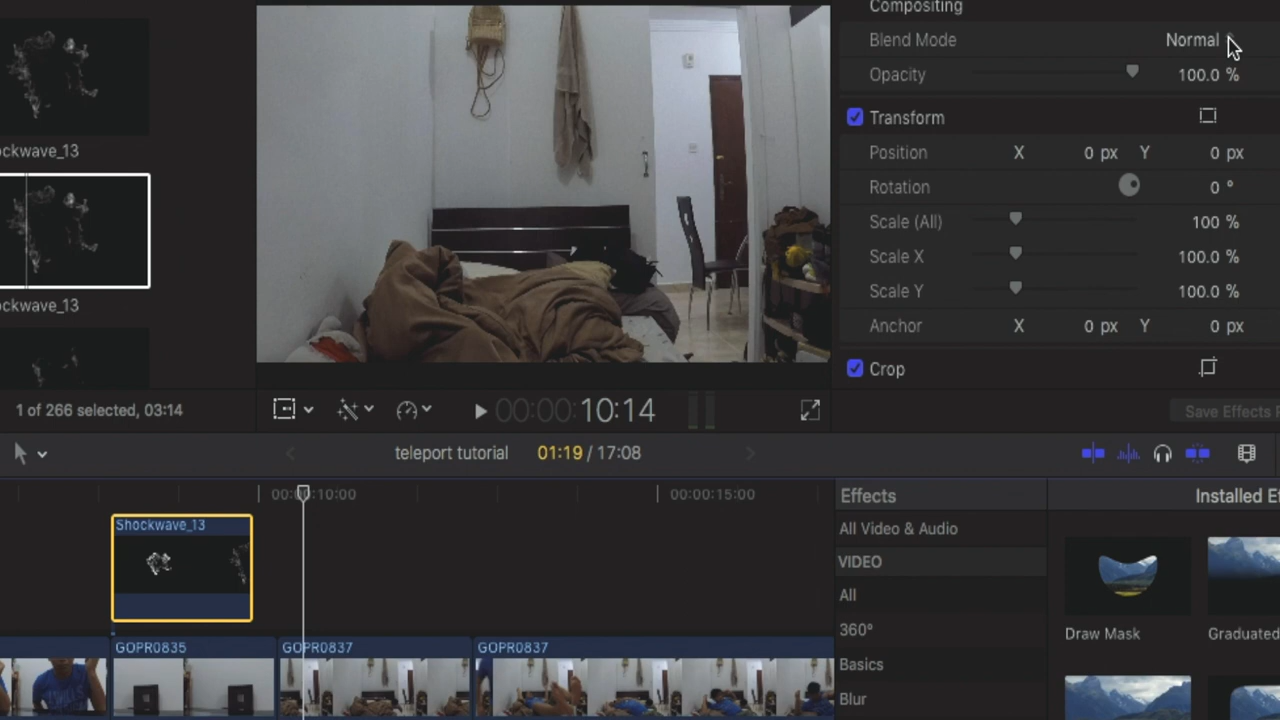 Compositing
Blend Mode Normal
Opacity 100.0 %
Transform
Position X 0 px Y 0 px
Rotation 0 °
Scale (All) 100 %
Scale X 100.0 %
Scale Y 100.0 %
Anchor X 0 px Y 0 px
Crop
ockwave_13
ockwave_13
1 of 266 selected, 03:14
00:00:10:14
Save Effects P
teleport tutorial 01:19 / 17:08
00:00:10:00 00:00:15:00
Shockwave_13
GOPR0835 GOPR0837 GOPR0837
Effects
All Video & Audio
VIDEO
All
360°
Basics
Blur
Installed Ef
Draw Mask Graduated